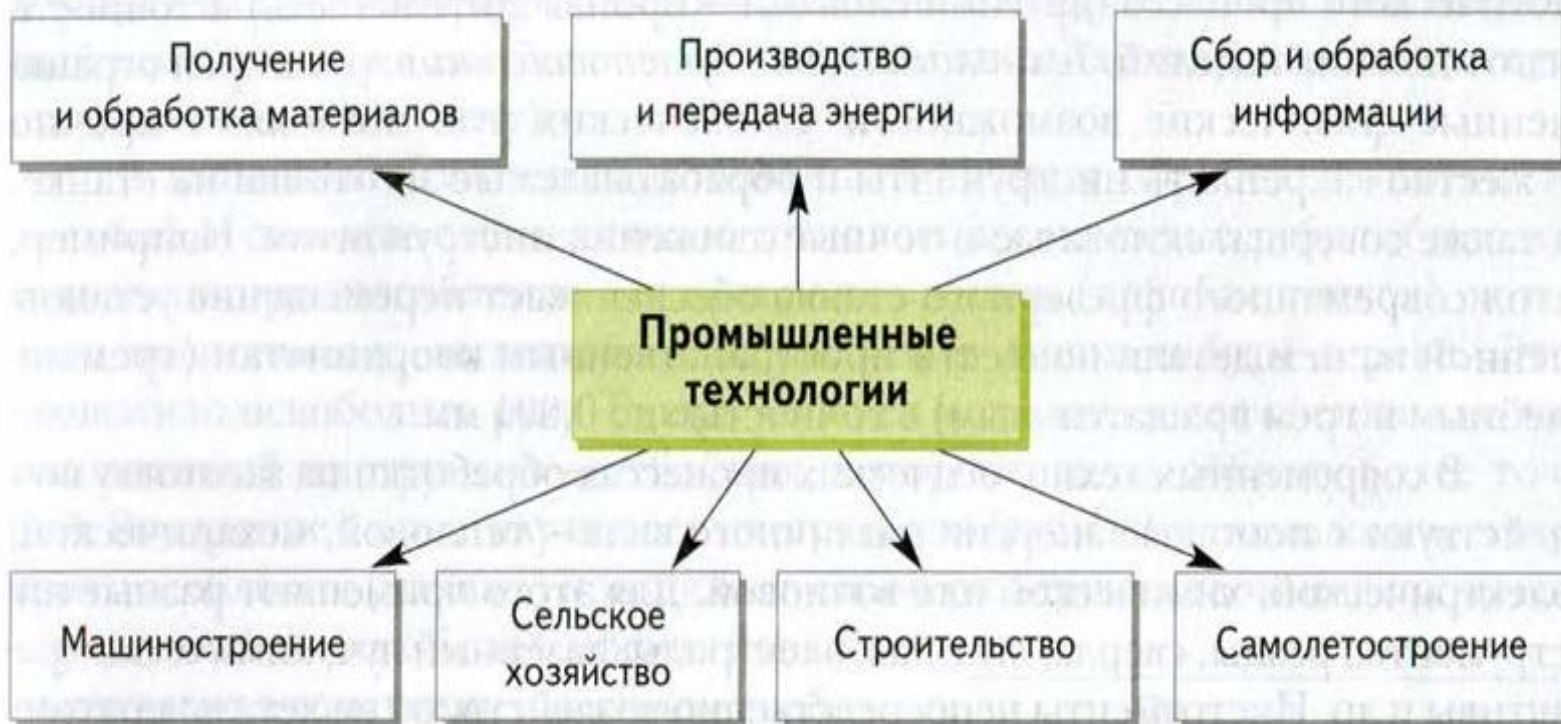 Получение
и обработка материалов
Производство
и передача энергии
Сбор и обработка
информации
Промышленные
технологии
Машиностроение
Сельское
хозяйство
Строительство
Самолетостроение